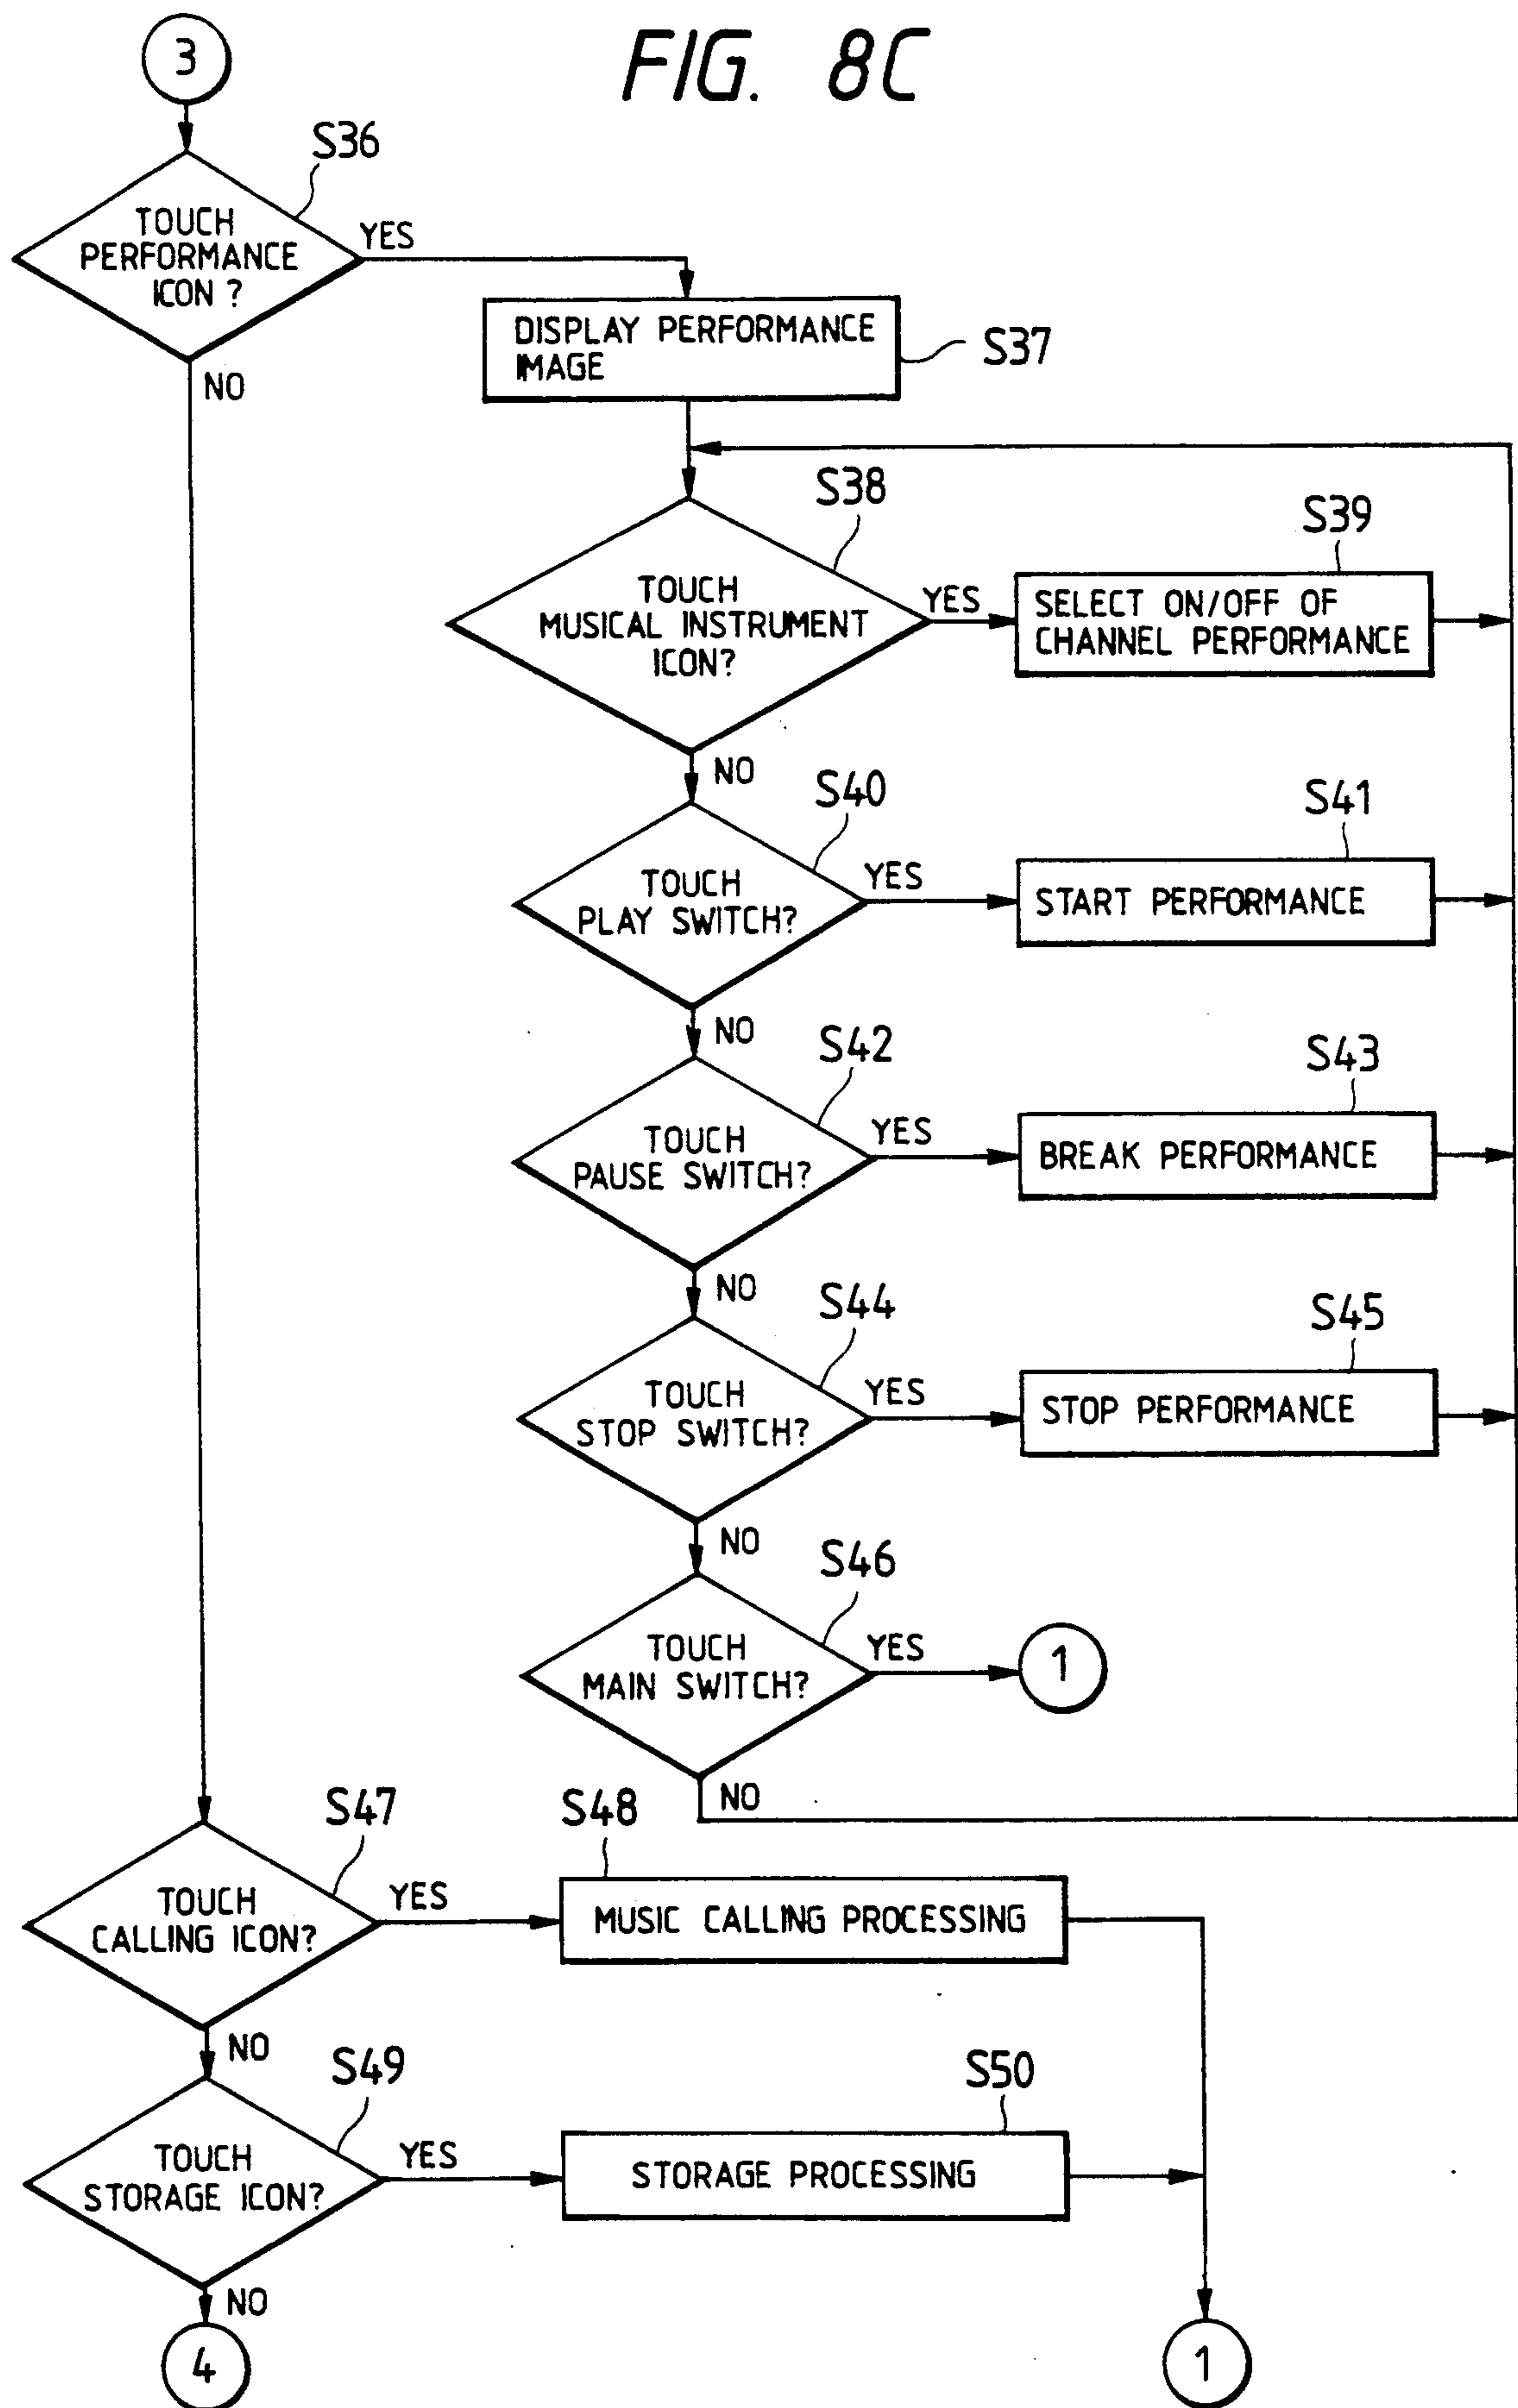 FIG. 8C
3
S36
TOUCH
PERFORMANCE
ICON ?
YES
NO
DISPLAY PERFORMANCE
IMAGE
S37
S38
TOUCH
MUSICAL INSTRUMENT
ICON?
YES
NO
S39
SELECT ON/OFF OF
CHANNEL PERFORMANCE
S40
TOUCH
PLAY SWITCH?
YES
NO
S41
START PERFORMANCE
S42
TOUCH
PAUSE SWITCH?
YES
NO
S43
BREAK PERFORMANCE
S44
TOUCH
STOP SWITCH?
YES
NO
S45
STOP PERFORMANCE
S46
TOUCH
MAIN SWITCH?
YES
1
NO
S47
TOUCH
CALLING ICON?
YES
NO
S48
MUSIC CALLING PROCESSING
S49
TOUCH
STORAGE ICON?
YES
NO
S50
STORAGE PROCESSING
4
1